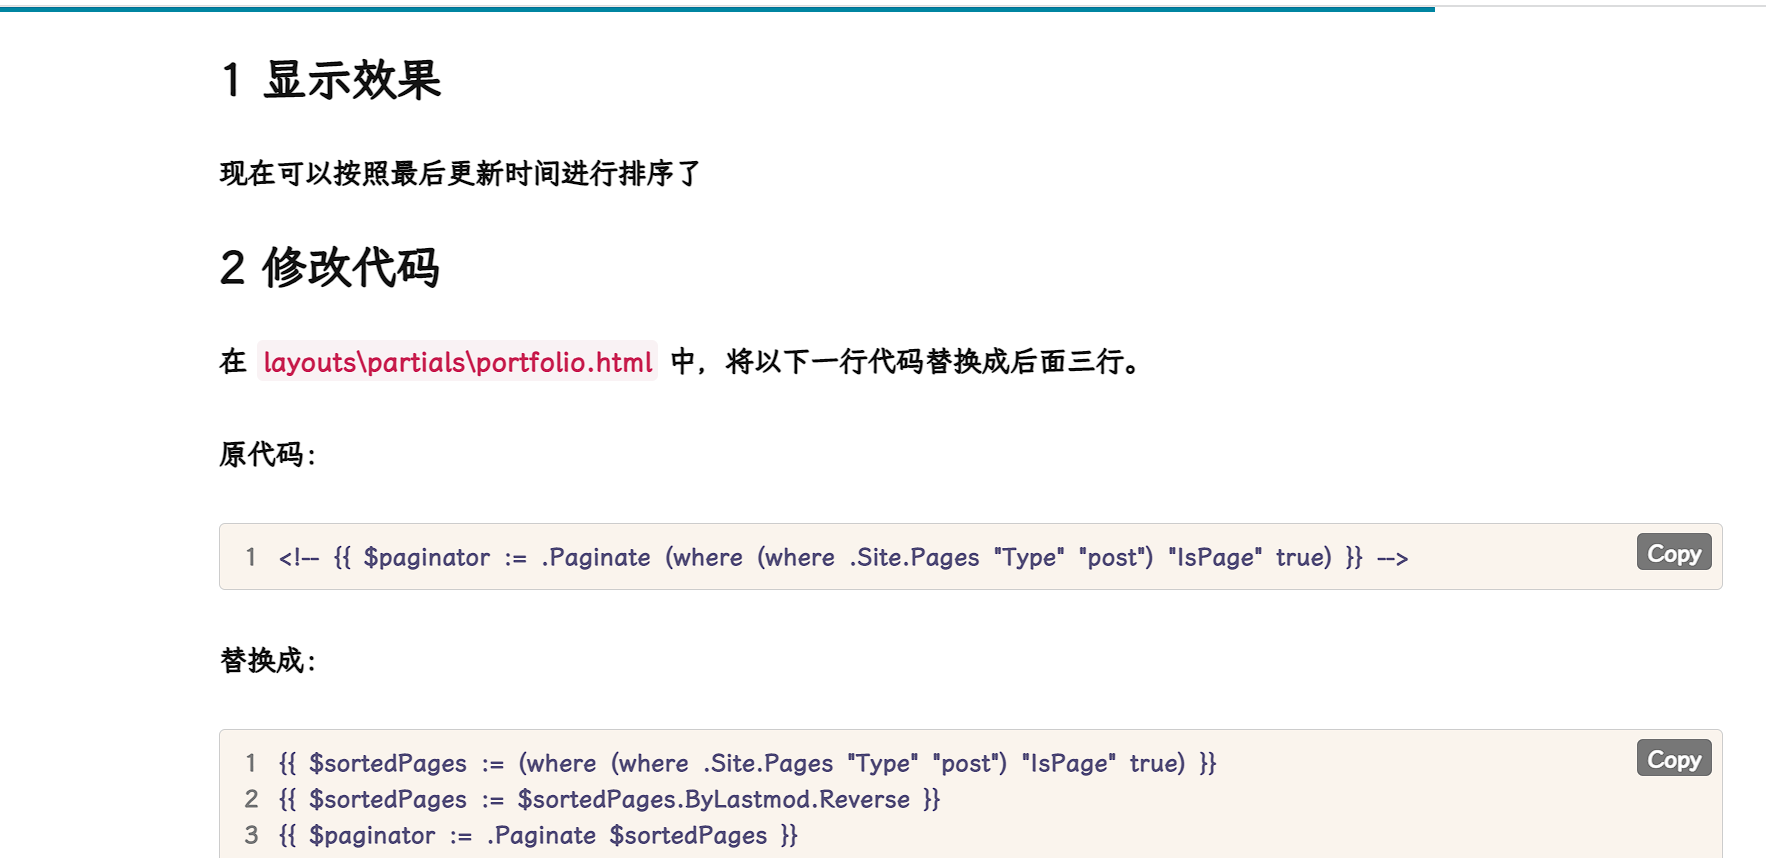 1 显示效果
现在可以按照最后更新时间进行排序了
2 修改代码
在 layouts\partials\portfolio.html 中，将以下一行代码替换成后面三行。
原代码：
1 <!-- {{ $paginator := .Paginate (where (where .Site.Pages "Type" "post") "IsPage" true) }} -->
Copy
替换成：
1 {{ $sortedPages := (where (where .Site.Pages "Type" "post") "IsPage" true) }}
Copy
2 {{ $sortedPages := $sortedPages.ByLastmod.Reverse }}
3 {{ $paginator := .Paginate $sortedPages }}